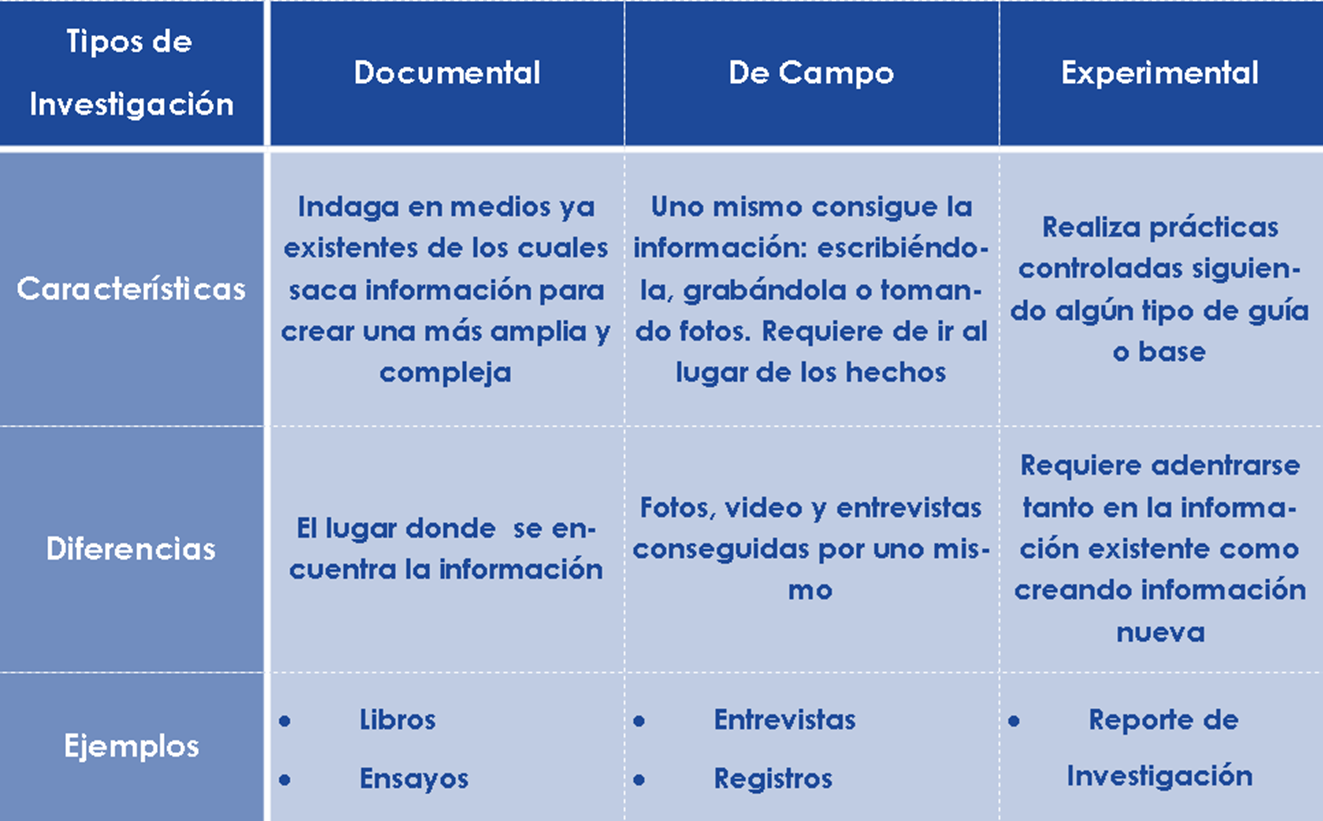 Tipos de
Investigación
Documental
De Campo
Experimental
Características
Indaga en medios ya
existentes de los cuales
saca información para
crear una más amplia y
compleja
Uno mismo consigue la
información: escribiéndo-
la, grabándola o toman-
do fotos. Requiere de ir al
lugar de los hechos
Realiza prácticas
controladas siguien-
do algún tipo de guía
o base
Diferencias
El lugar donde se en-
cuentra la información
Fotos, video y entrevistas
conseguidas por uno mis-
mo
Requiere adentrarse
tanto en la informa-
ción existente como
creando información
nueva
Ejemplos
• Libros
• Ensayos
• Entrevistas
• Registros
• Reporte de
Investigación